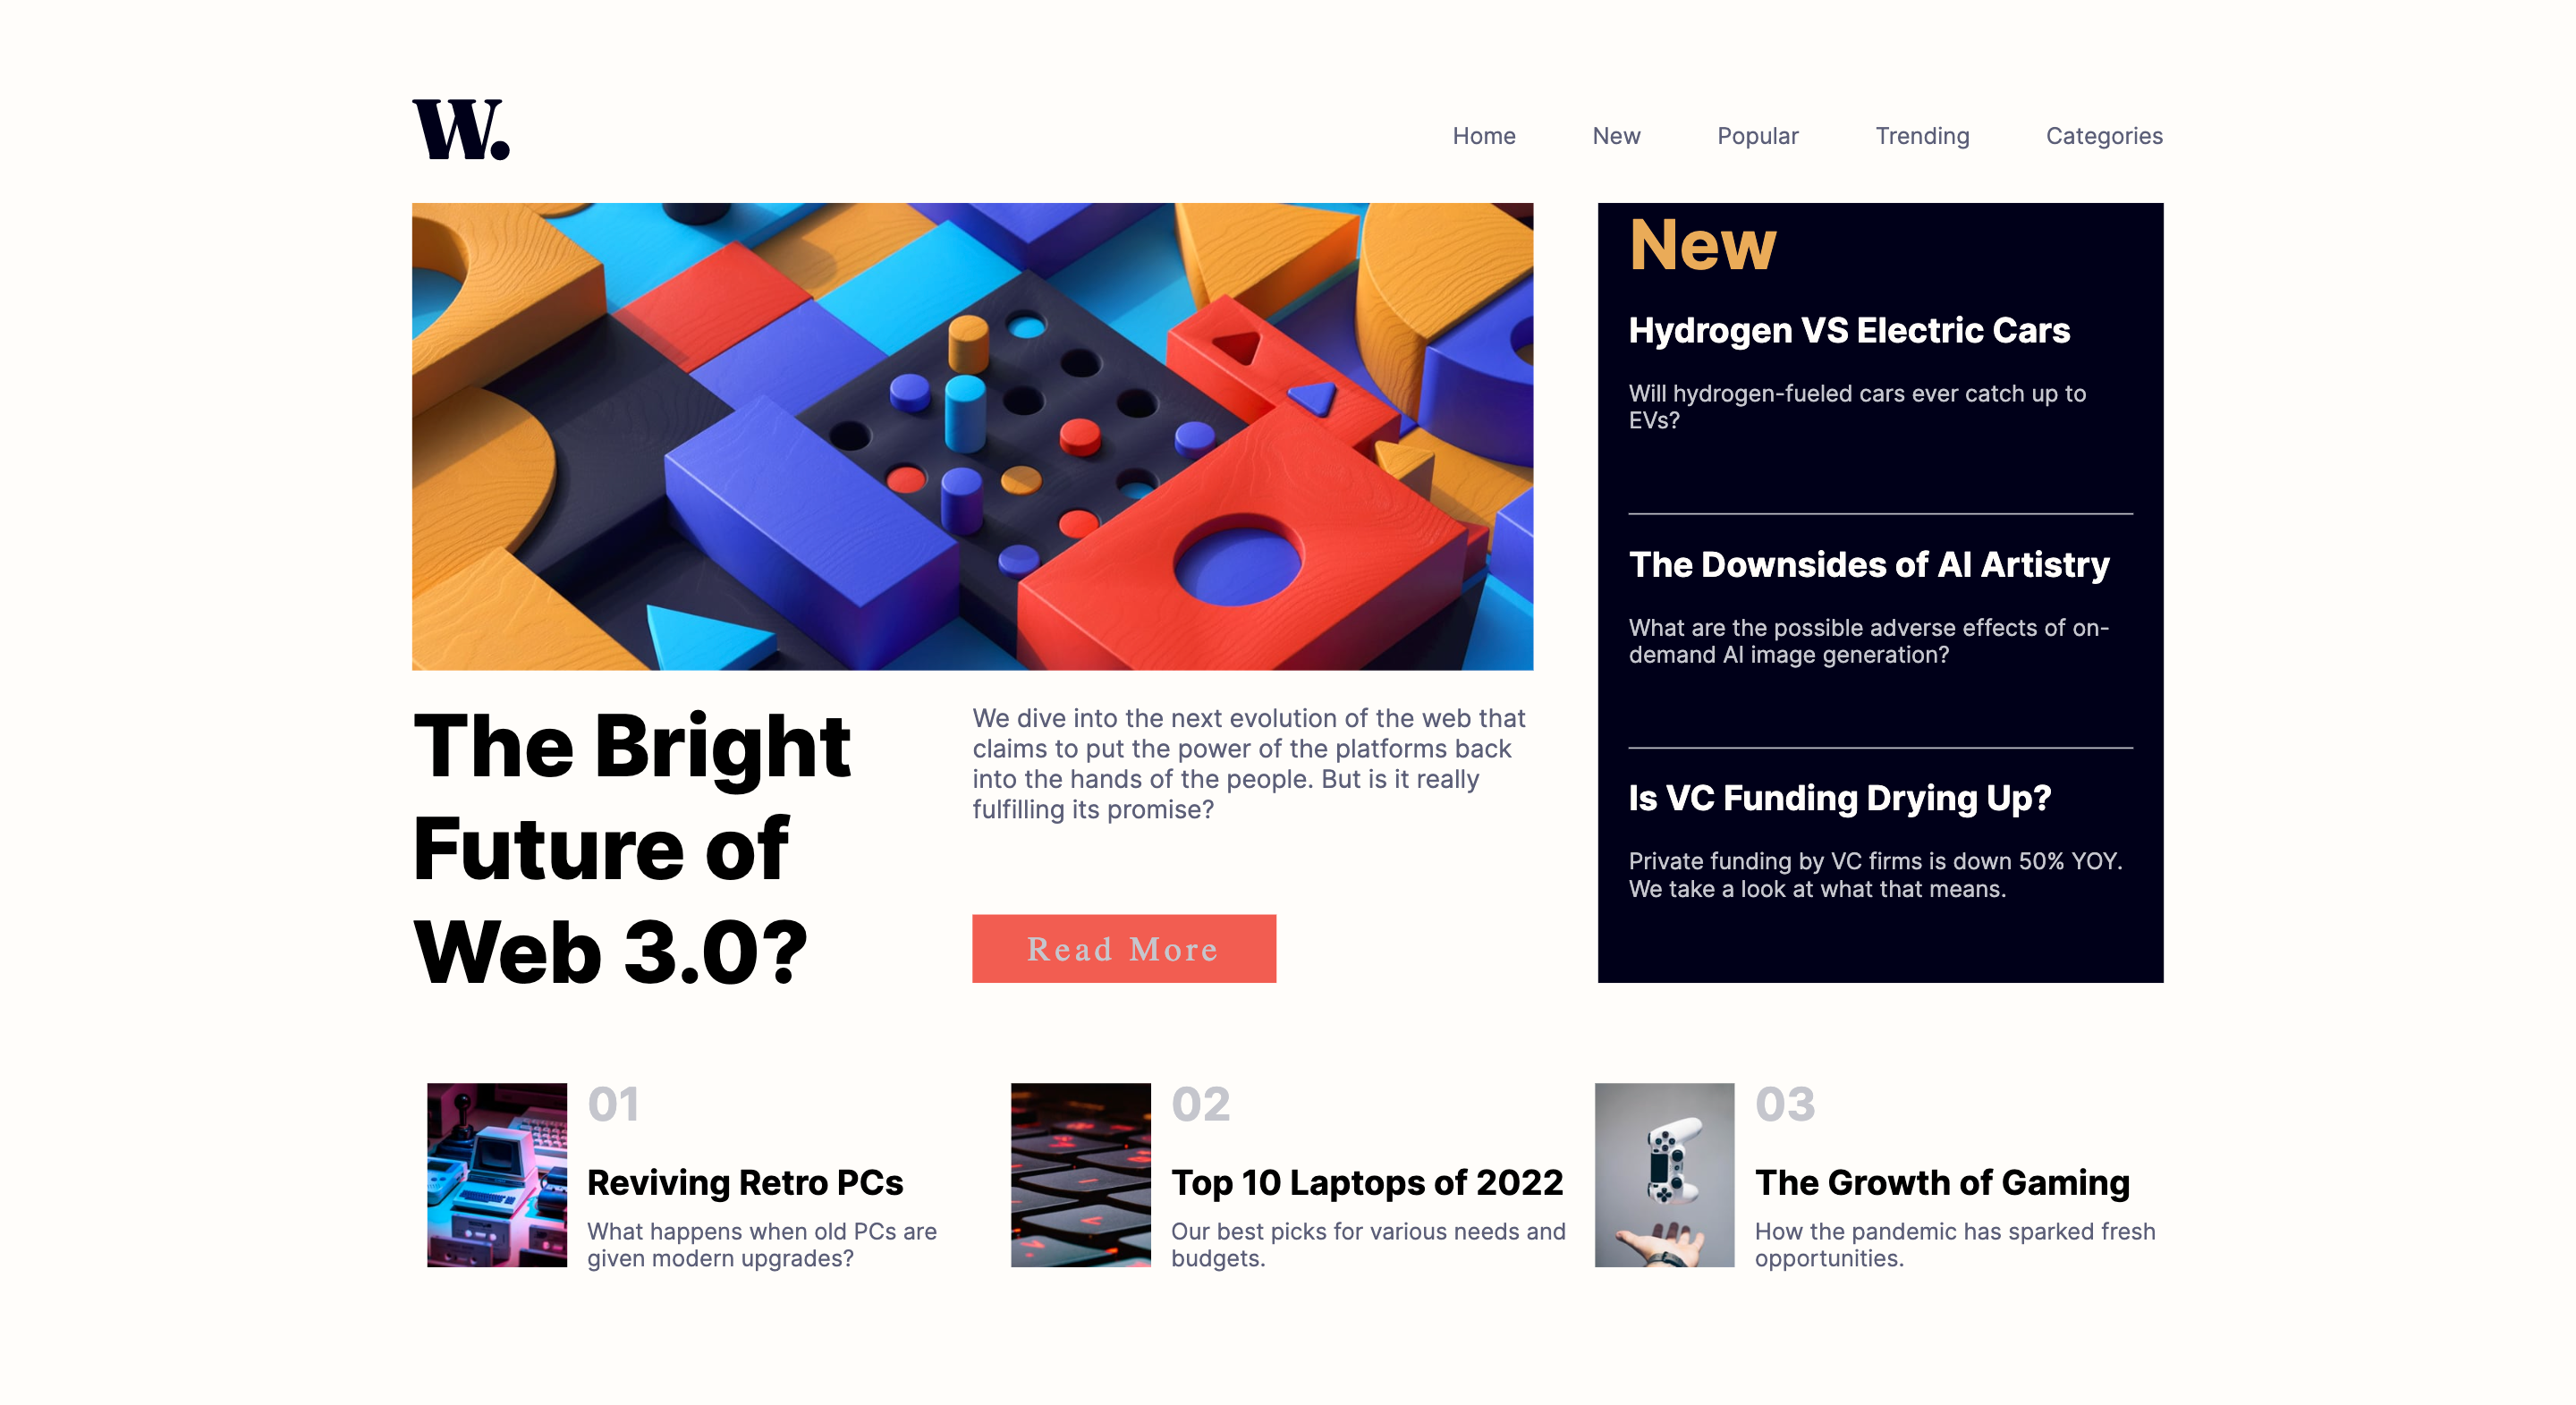 W.
Home
New
Popular
Trending
Categories
The Bright
Future of
Web 3.0?
We dive into the next evolution of the web that
claims to put the power of the platforms back
into the hands of the people. But is it really
fulfilling its promise?
Read More
New
Hydrogen VS Electric Cars
Will hydrogen-fueled cars ever catch up to
EVs?
The Downsides of AI Artistry
What are the possible adverse effects of on-
demand AI image generation?
Is VC Funding Drying Up?
Private funding by VC firms is down 50% YOY.
We take a look at what that means.
01
Reviving Retro PCs
What happens when old PCs are
given modern upgrades?
02
Top 10 Laptops of 2022
Our best picks for various needs and
budgets.
03
The Growth of Gaming
How the pandemic has sparked fresh
opportunities.